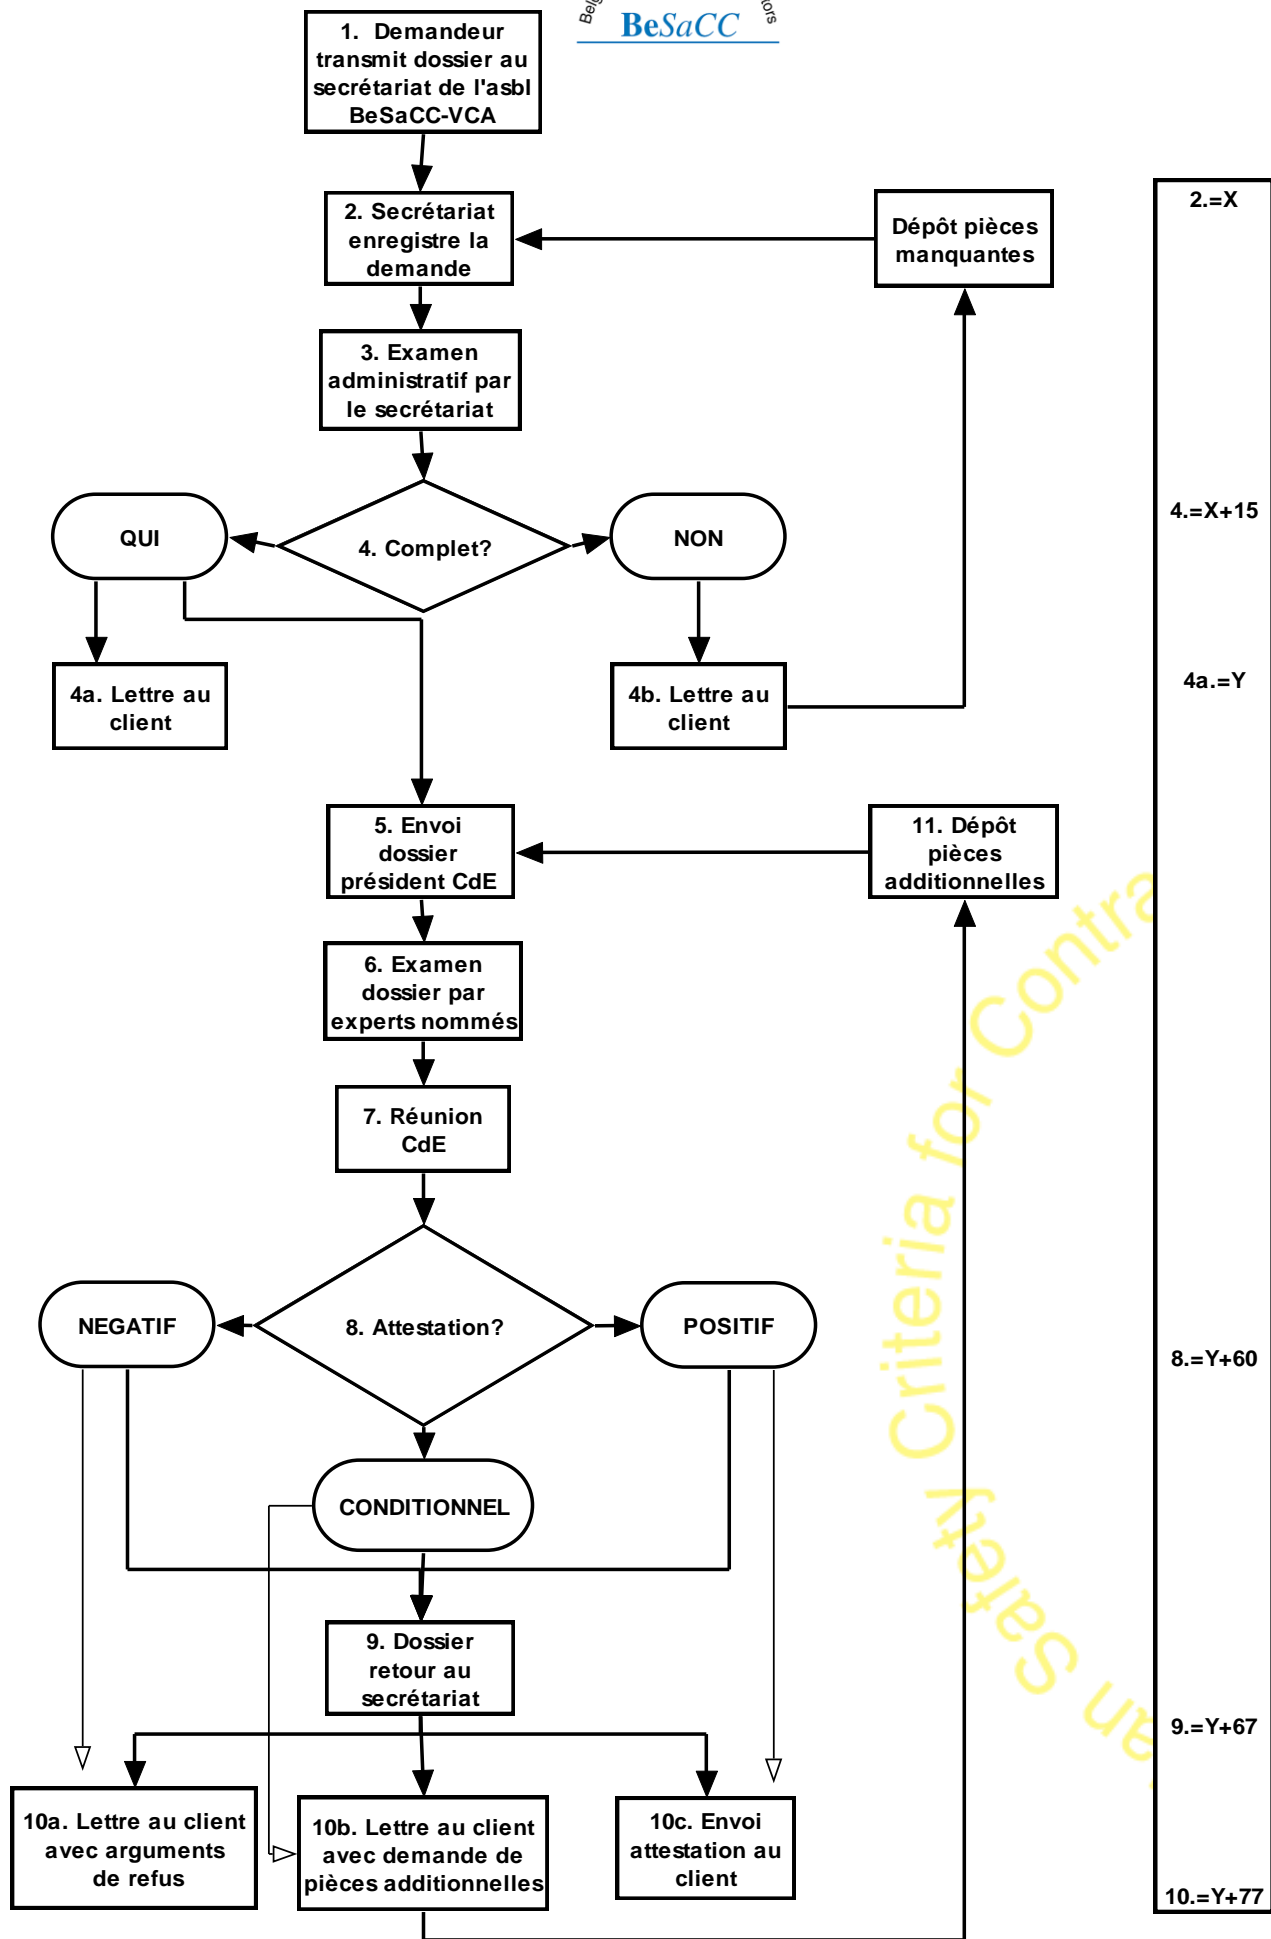 BeSaCC
1. Demandeur
transmit dossier au
secrétariat de l'asbl
BeSaCC-VCA
2. Secrétariat
enregistre la
demande
Dépôt pièces
manquantes
3. Examen
administratif par
le secrétariat
QUI
4. Complet?
NON
4a. Lettre au
client
4b. Lettre au
client
5. Envoi
dossier
président CdE
11. Dépôt
pièces
additionnelles
6. Examen
dossier par
experts nommés
7. Réunion
CdE
NEGATIF
8. Attestation?
POSITIF
CONDITIONNEL
9. Dossier
retour au
secrétariat
10a. Lettre au client
avec arguments
de refus
10b. Lettre au client
avec demande de
pièces additionnelles
10c. Envoi
attestation au
client
2.=X
4.=X+15
4a.=Y
8.=Y+60
9.=Y+67
10.=Y+77
Safety Criteria for